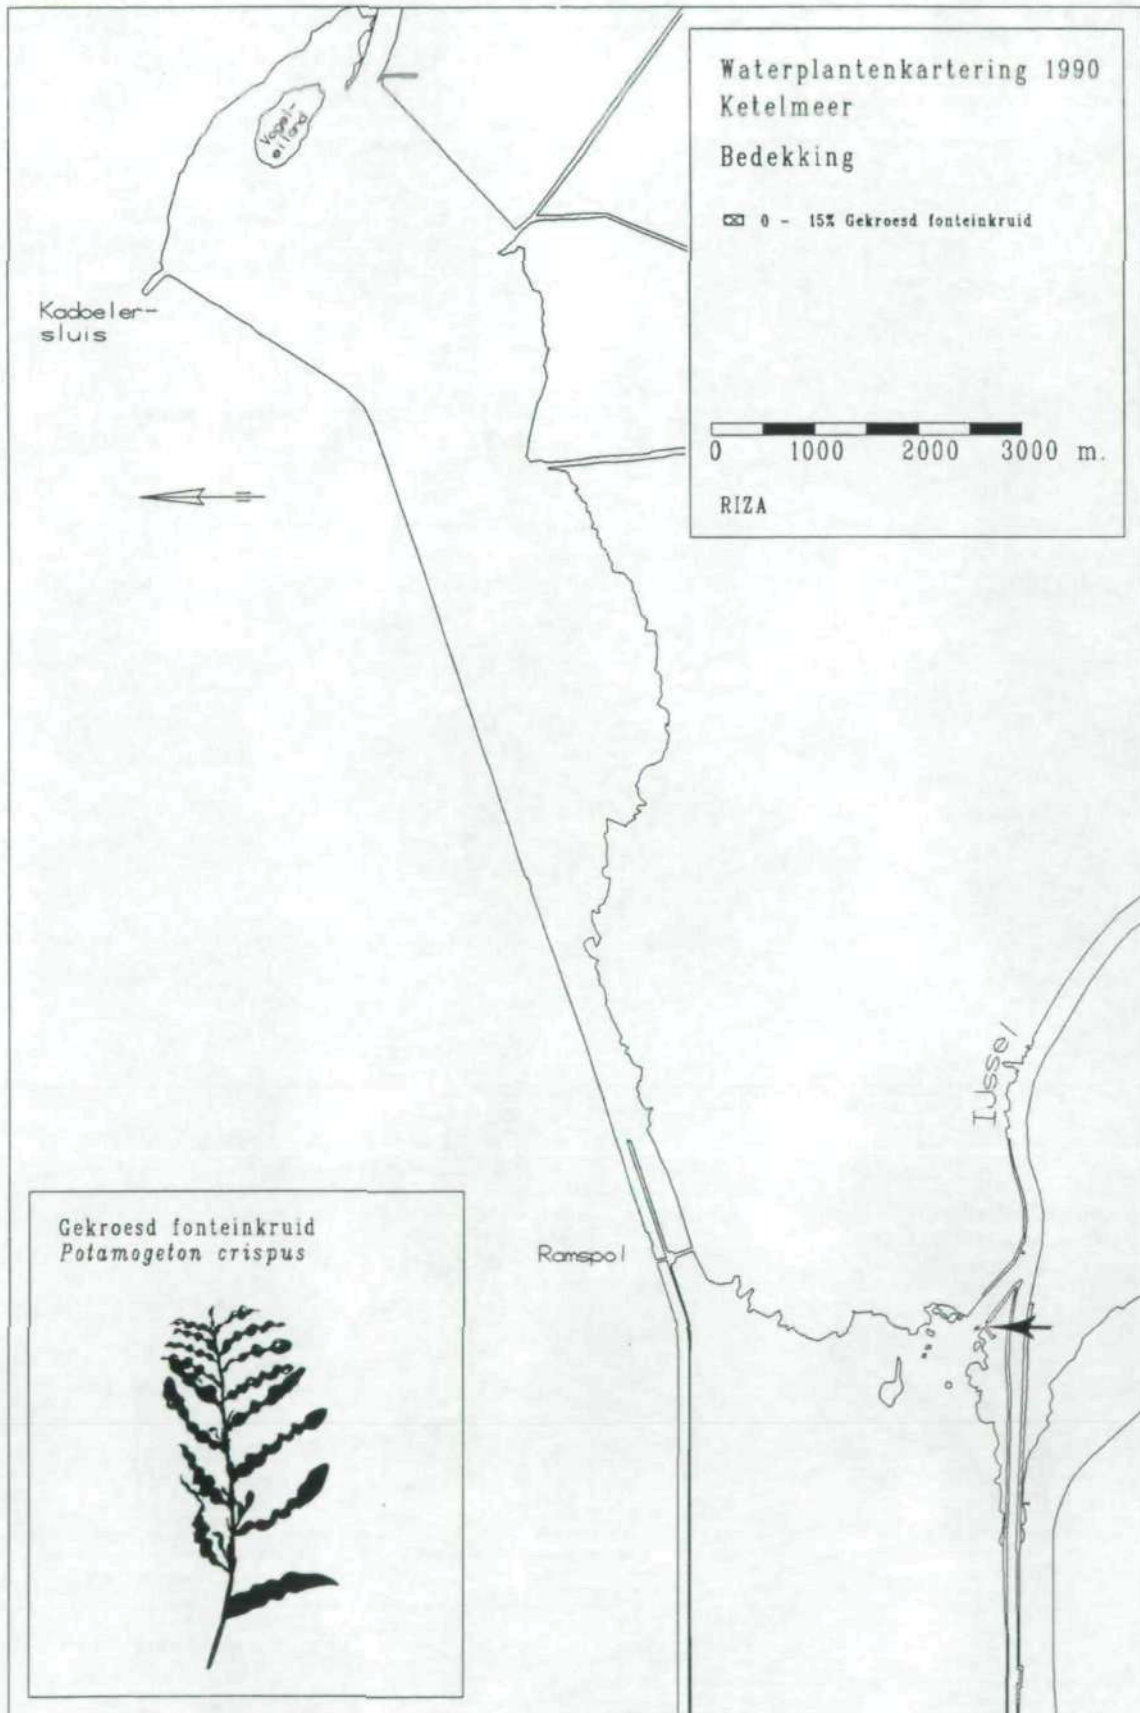 Waterplantenkartering 1990
Ketelmeer
Bedekking
0 - 15% Gekroesd fonteinkruid
0 1000 2000 3000 m.
RIZA
Vogel-
eiland
Kadoeler-
sluis
IJssel
Ramspol
Gekroesd fonteinkruid
Potamogeton crispus